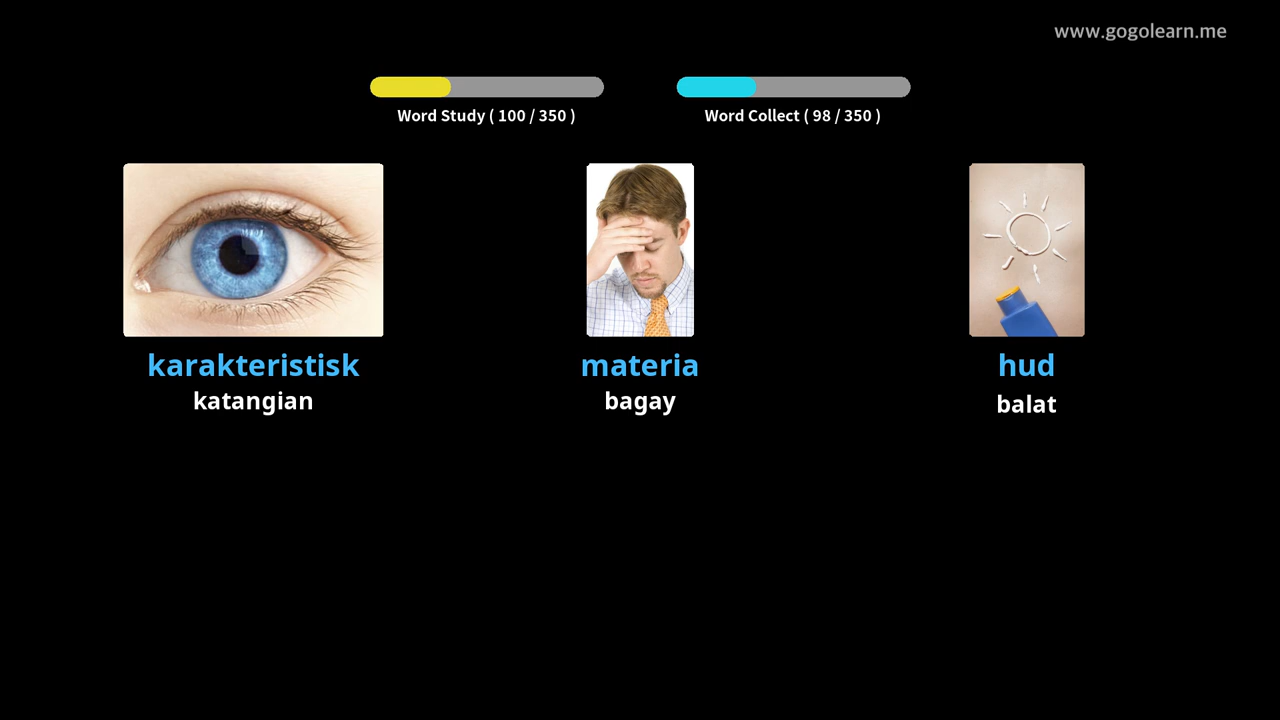 www.gogolearn.me
Word Study ( 100 / 350 )
Word Collect ( 98 / 350 )
karakteristisk
katangian
materia
bagay
hud
balat